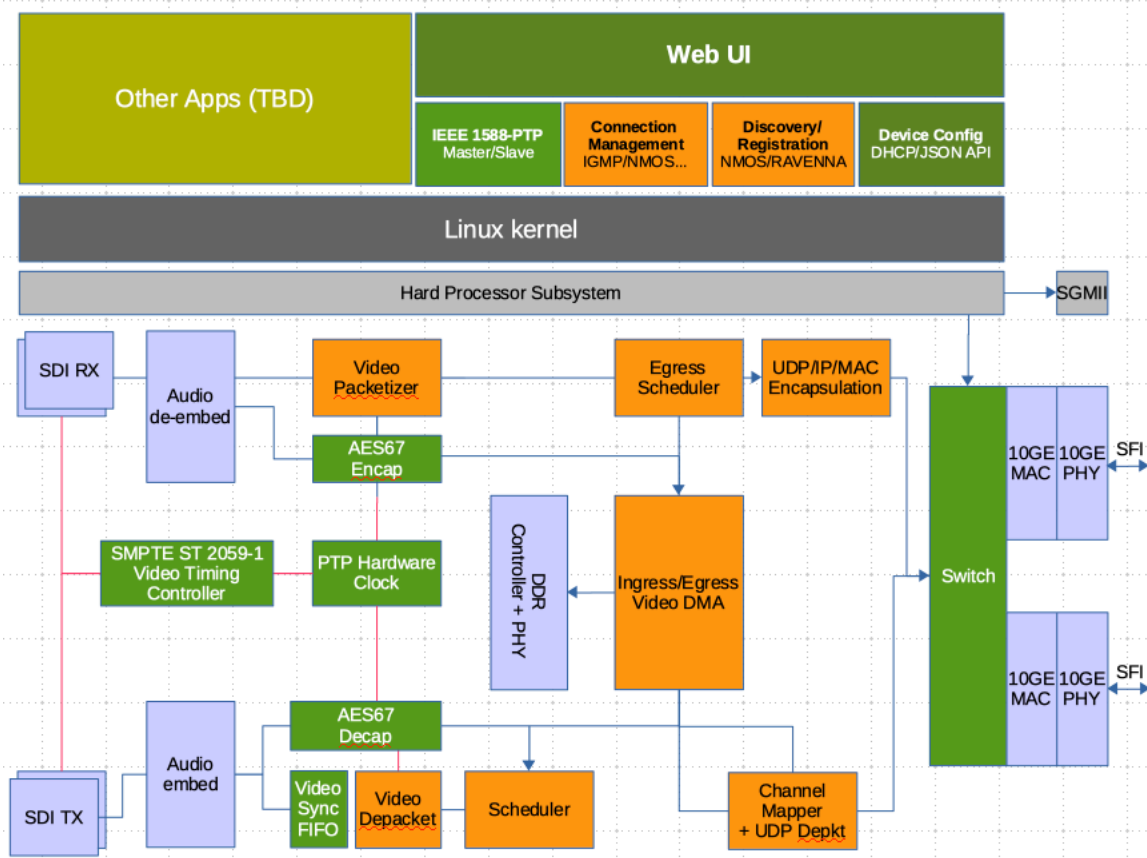 Other Apps (TBD)
Web UI
IEEE 1588-PTP
Master/Slave
Connection
Management
IGMP/NMOS...
Discovery/
Registration
NMOS/RAVENNA
Device Config
DHCP/JSON API
Linux kernel
Hard Processor Subsystem
SGMII
SDI RX
Audio
de-embed
Video
Packetizer
Egress
Scheduler
UDP/IP/MAC
Encapsulation
AES67
Encap
10GE
MAC
10GE
PHY
SFI
SMPTE ST 2059-1
Video Timing
Controller
PTP Hardware
Clock
DDR
Controller + PHY
Ingress/Egress
Video DMA
Switch
10GE
MAC
10GE
PHY
SFI
AES67
Decap
Audio
embed
SDI TX
Video
Sync
FIFO
Video
Depacket
Scheduler
Channel
Mapper
+ UDP Depkt